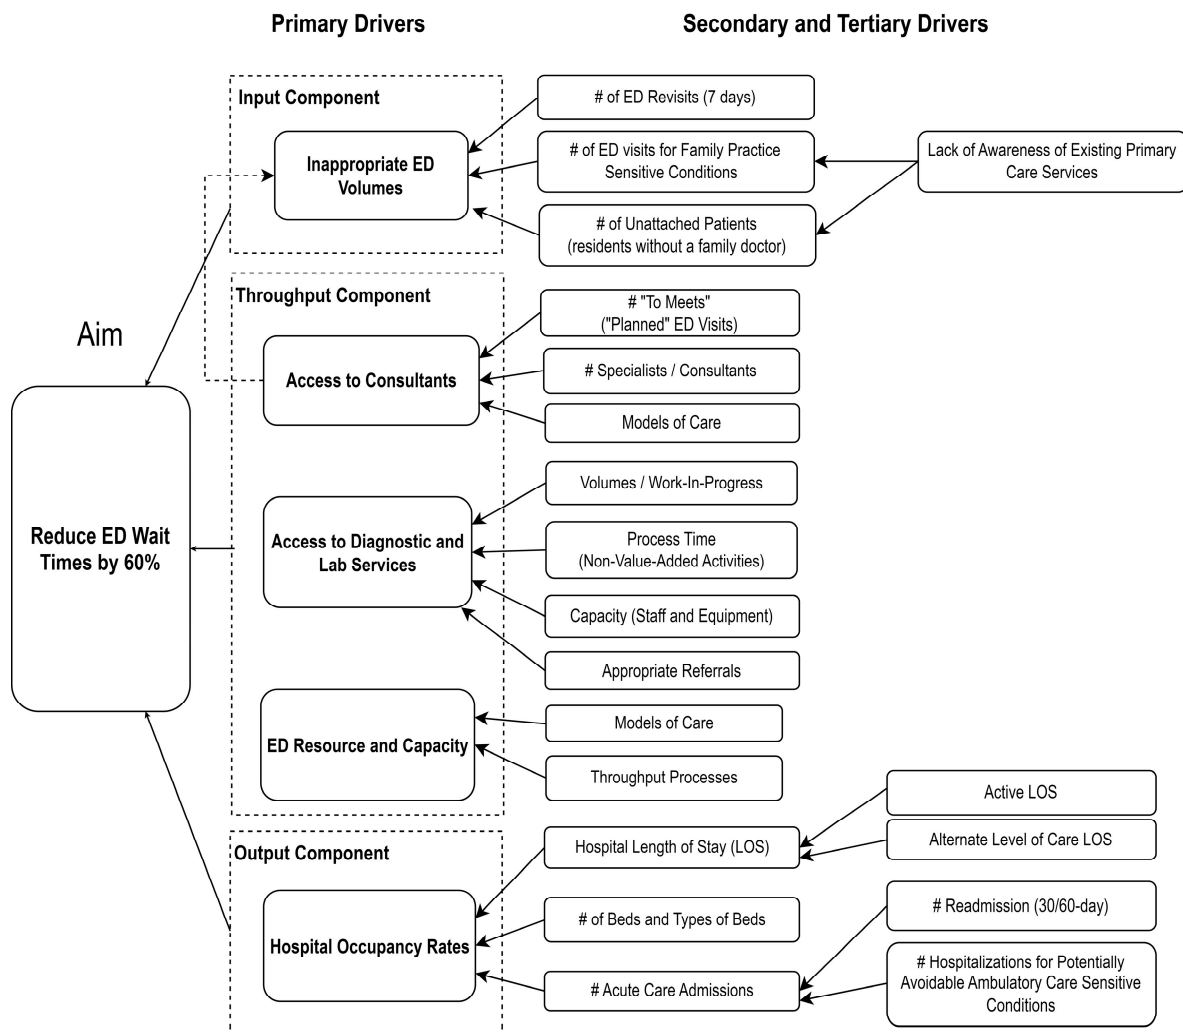 Primary Drivers
Secondary and Tertiary Drivers
Input Component
Inappropriate ED
Volumes
# of ED Revisits (7 days)
# of ED visits for Family Practice
Sensitive Conditions
# of Unattached Patients
(residents without a family doctor)
Lack of Awareness of Existing Primary
Care Services
Aim
Reduce ED Wait
Times by 60%
Throughput Component
Access to Consultants
# "To Meets"
("Planned" ED Visits)
# Specialists / Consultants
Models of Care
Access to Diagnostic and
Lab Services
Volumes / Work-In-Progress
Process Time
(Non-Value-Added Activities)
Capacity (Staff and Equipment)
Appropriate Referrals
ED Resource and Capacity
Models of Care
Throughput Processes
Output Component
Hospital Occupancy Rates
Hospital Length of Stay (LOS)
# of Beds and Types of Beds
# Acute Care Admissions
Active LOS
Alternate Level of Care LOS
# Readmission (30/60-day)
# Hospitalizations for Potentially
Avoidable Ambulatory Care Sensitive
Conditions